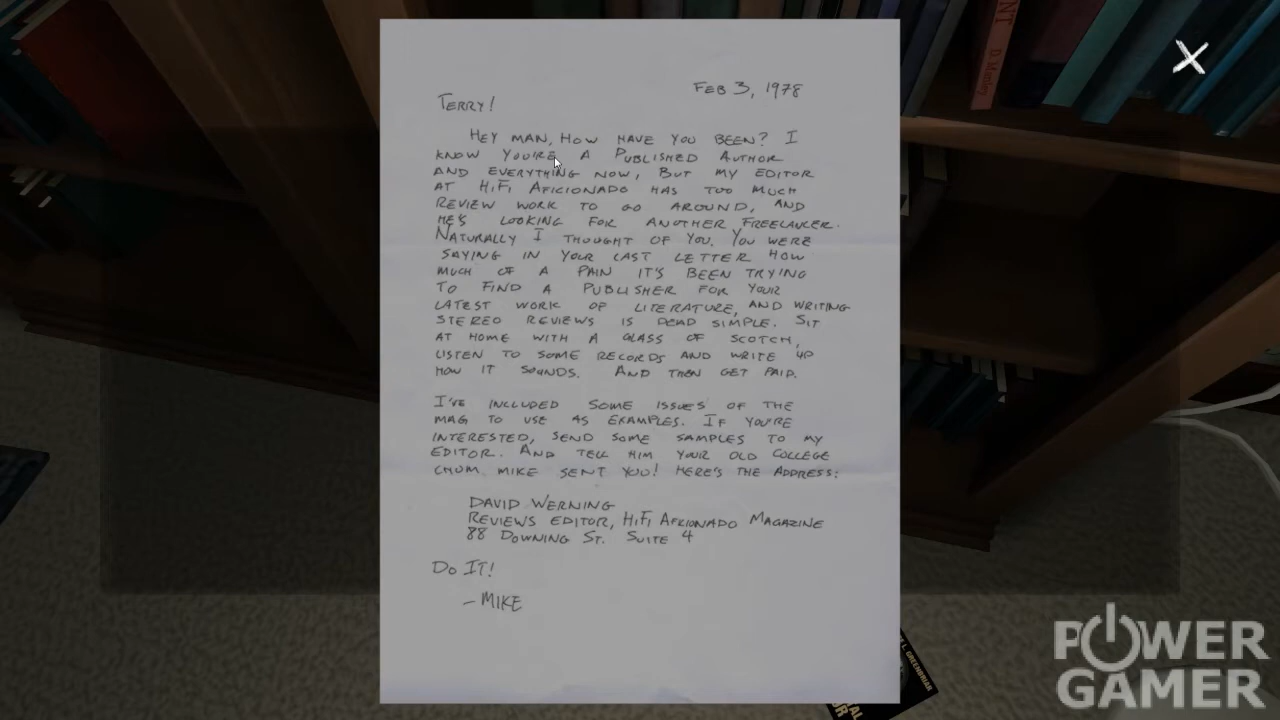 FEB 3, 1978
TERRY!
HEY MAN, HOW HAVE YOU BEEN? I
KNOW YOU'RE A PUBLISHED AUTHOR
AND EVERYTHING NOW, BUT MY EDITOR
AT HIFI AFICIONADO HAS TOO MUCH
REVIEW WORK TO GO AROUND, AND
HE'S LOOKING FOR ANOTHER FREELANCER.
NATURALLY I THOUGHT OF YOU. YOU WERE
SAYING IN YOUR LAST LETTER HOW
MUCH OF A PAIN IT'S BEEN TRYING
TO FIND A PUBLISHER FOR YOUR
LATEST WORK OF LITERATURE, AND WRITING
STEREO REVIEWS IS DEAD SIMPLE. SIT
AT HOME WITH A GLASS OF SCOTCH,
LISTEN TO SOME RECORDS AND WRITE UP
HOW IT SOUNDS. AND THEN GET PAID.
I'VE INCLUDED SOME ISSUES OF THE
MAG TO USE AS EXAMPLES. IF YOU'RE
INTERESTED, SEND SOME SAMPLES TO MY
EDITOR. AND TELL HIM YOUR OLD COLLEGE
CHUM MIKE SENT YOU! HERE'S THE ADDRESS:
DAVID WERNING
REVIEWS EDITOR, HIFI AFICIONADO MAGAZINE
88 DOWNING ST. SUITE 4
DO IT!
- MIKE
POWER
GAMER